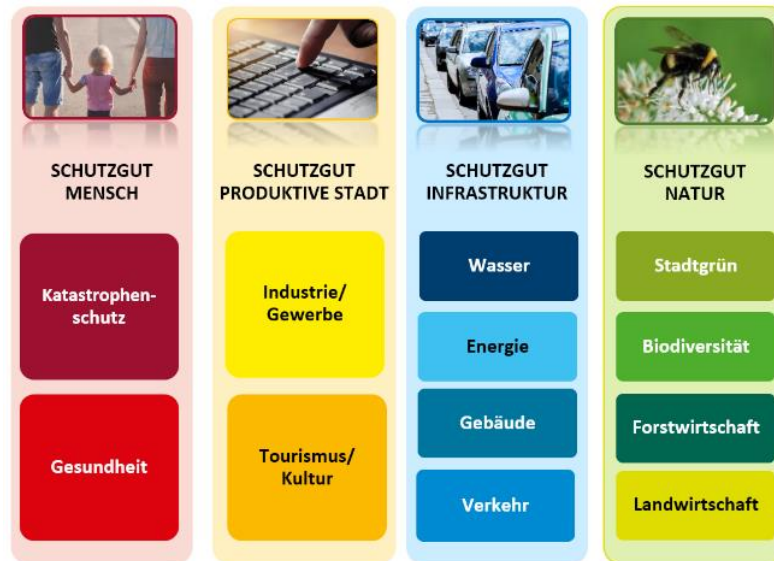 SCHUTZGUT
MENSCH
Katastrophen-
schutz
Gesundheit
SCHUTZGUT
PRODUKTIVE STADT
Industrie/
Gewerbe
Tourismus/
Kultur
SCHUTZGUT
INFRASTRUKTUR
Wasser
Energie
Gebäude
Verkehr
SCHUTZGUT
NATUR
Stadtgrün
Biodiversität
Forstwirtschaft
Landwirtschaft